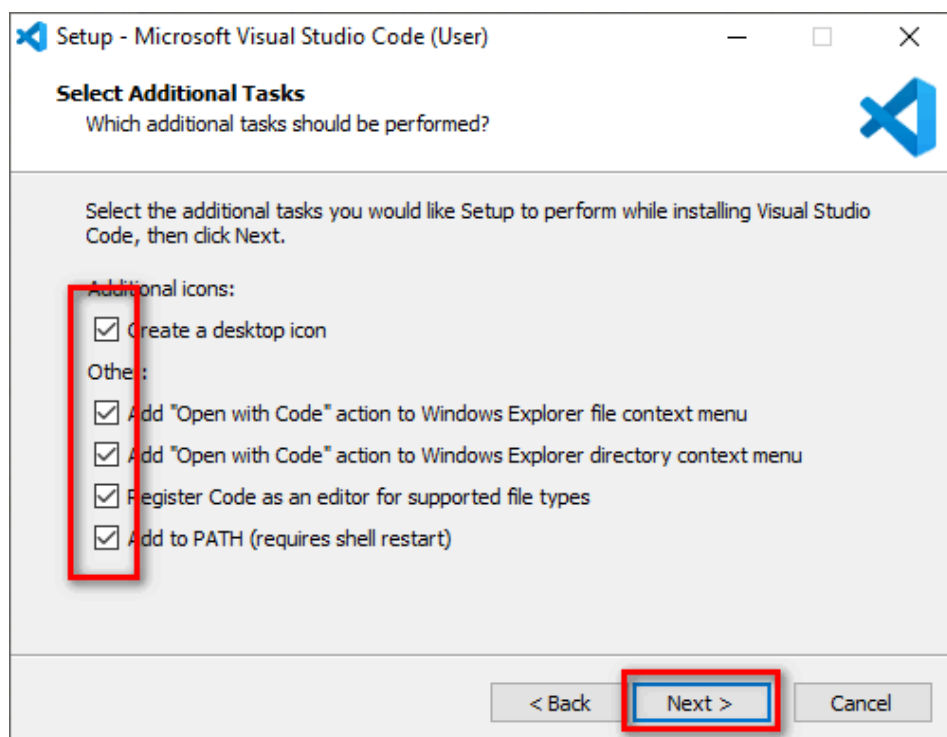 Setup - Microsoft Visual Studio Code (User)
Select Additional Tasks
Which additional tasks should be performed?
Select the additional tasks you would like Setup to perform while installing Visual Studio
Code, then click Next.
Additional icons:
Create a desktop icon
Other:
Add "Open with Code" action to Windows Explorer file context menu
Add "Open with Code" action to Windows Explorer directory context menu
Register Code as an editor for supported file types
Add to PATH (requires shell restart)
< Back Next > Cancel